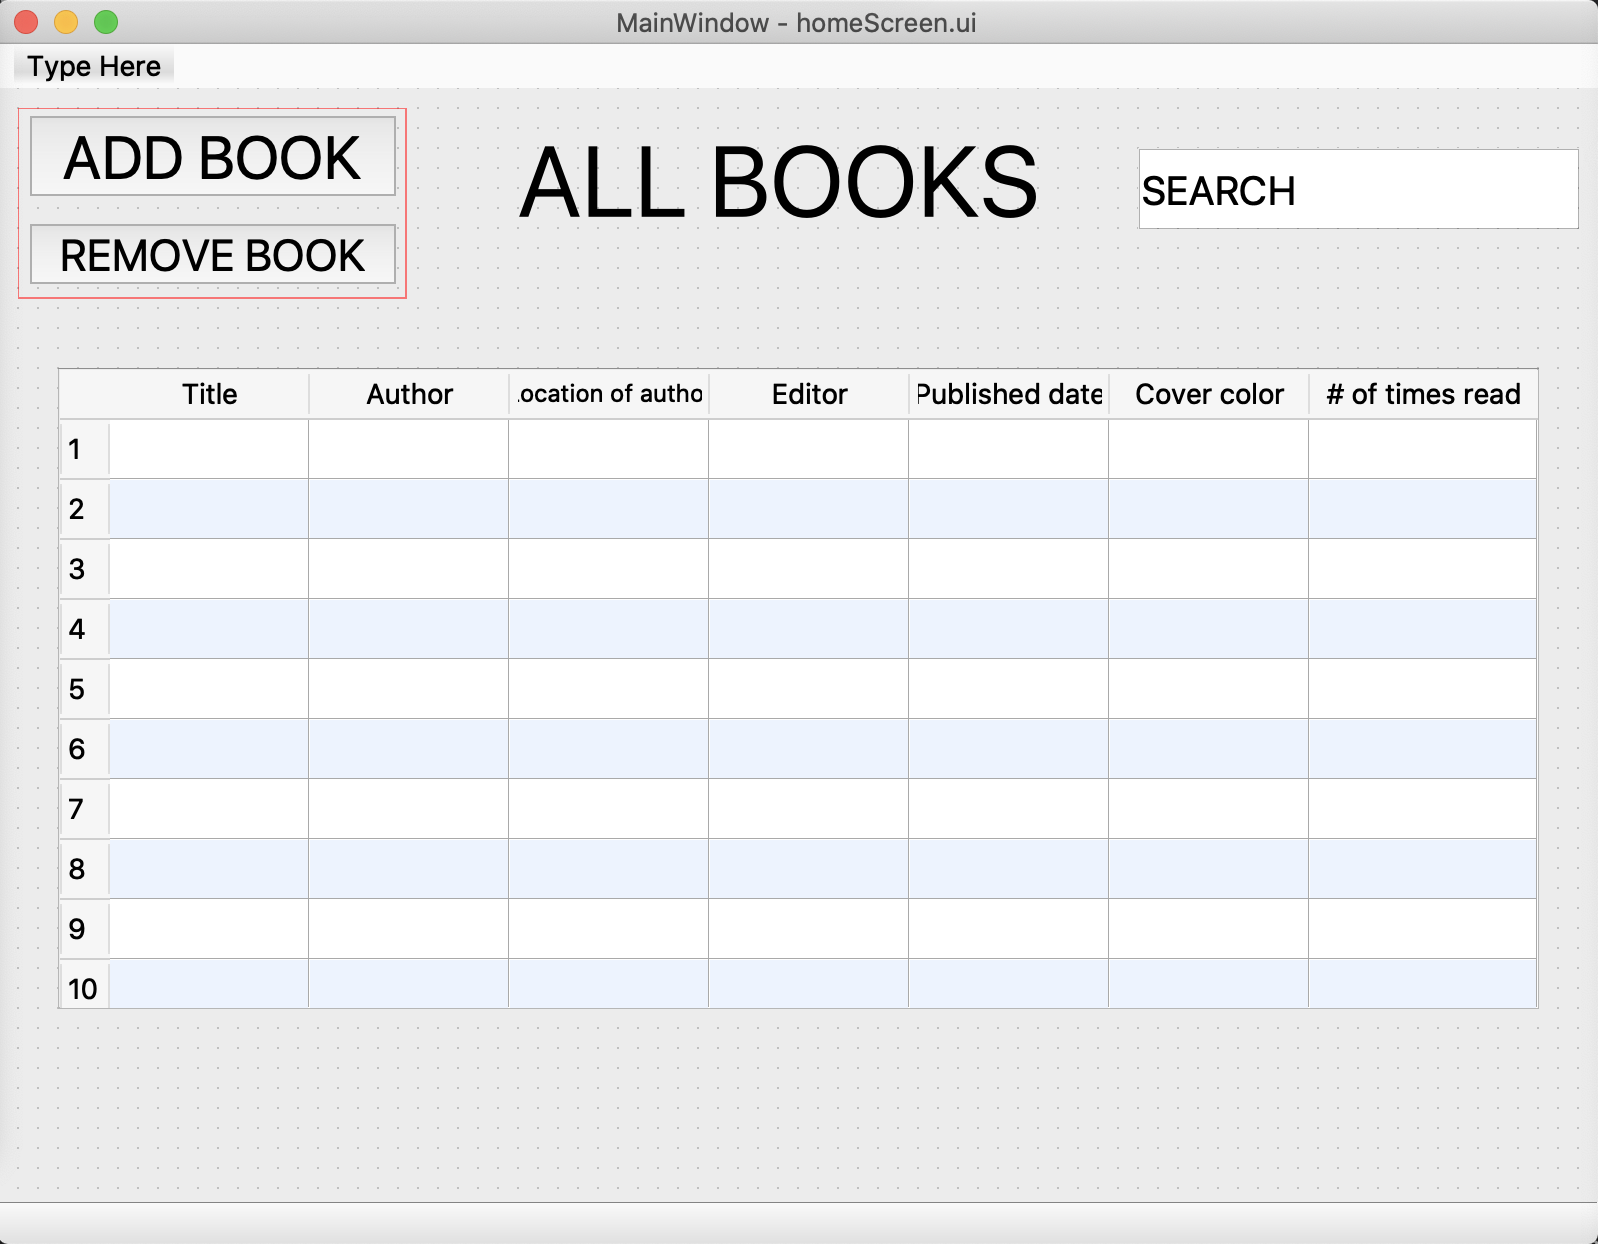 MainWindow - homeScreen.ui
Type Here
ADD BOOK
ALL BOOKS
SEARCH
REMOVE BOOK
Title Author ocation of autho Editor Published date Cover color # of times read
1
2
3
4
5
6
7
8
9
10